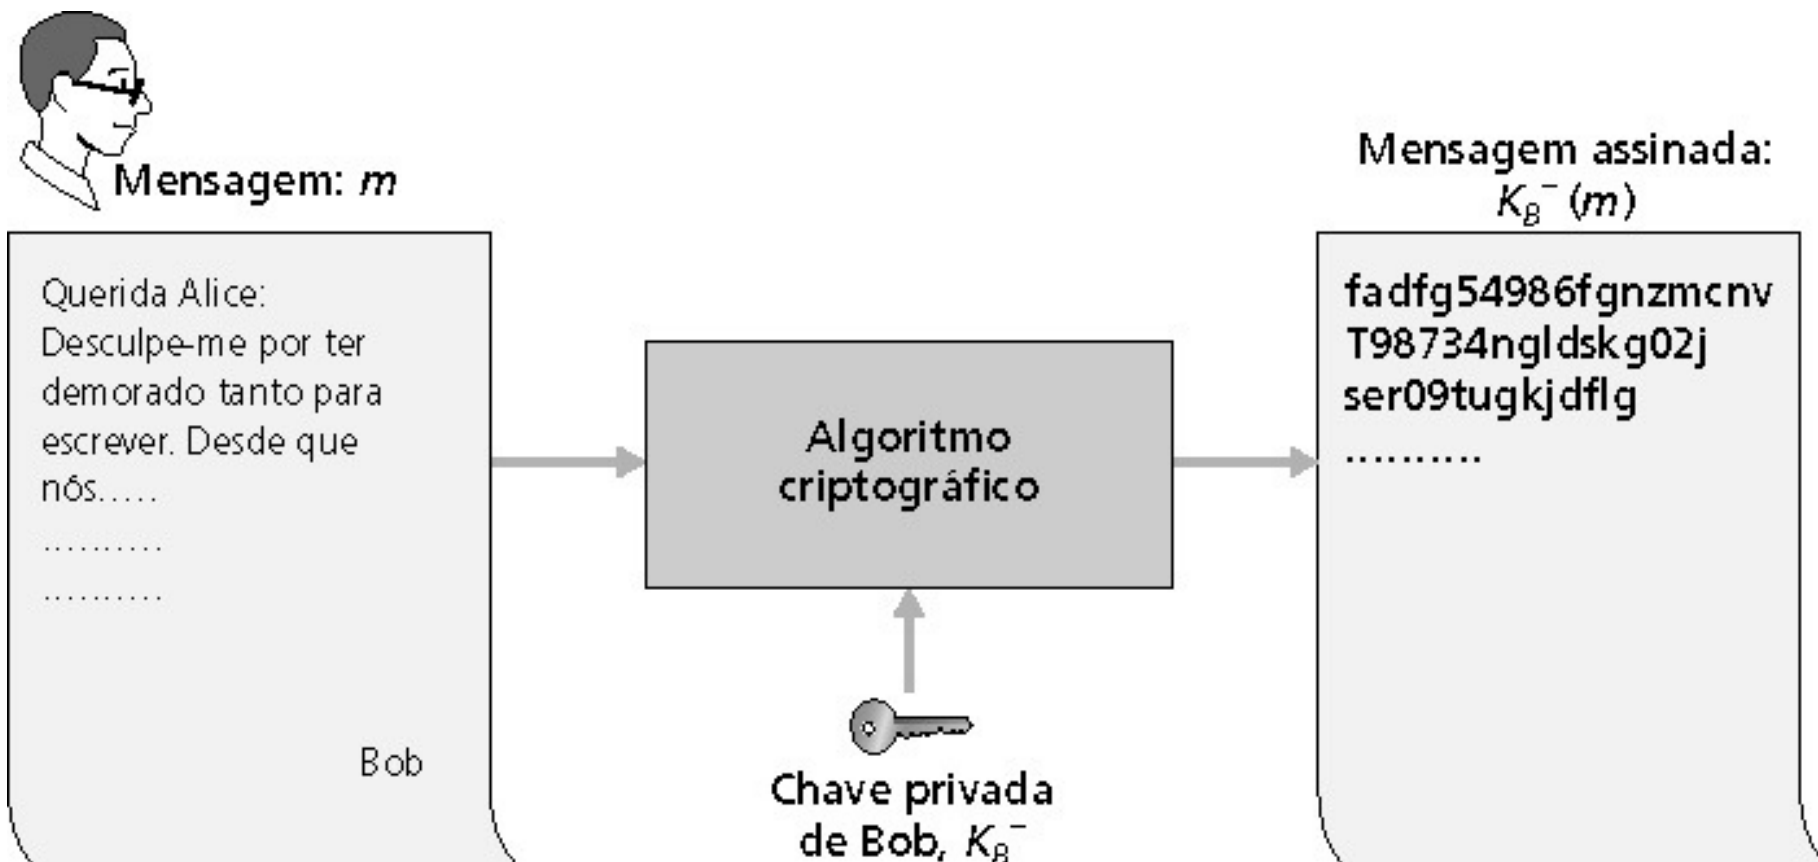 Mensagem: m
Querida Alice:
Desculpe-me por ter
demorado tanto para
escrever. Desde que
nós.....
..........
..........
Bob
Algoritmo
criptográfico
Chave privada
de Bob, K_B⁻
Mensagem assinada:
K_B⁻ (m)
fadfg54986fgnzmcnv
T98734ngldskg02j
ser09tugkjdflg
..........